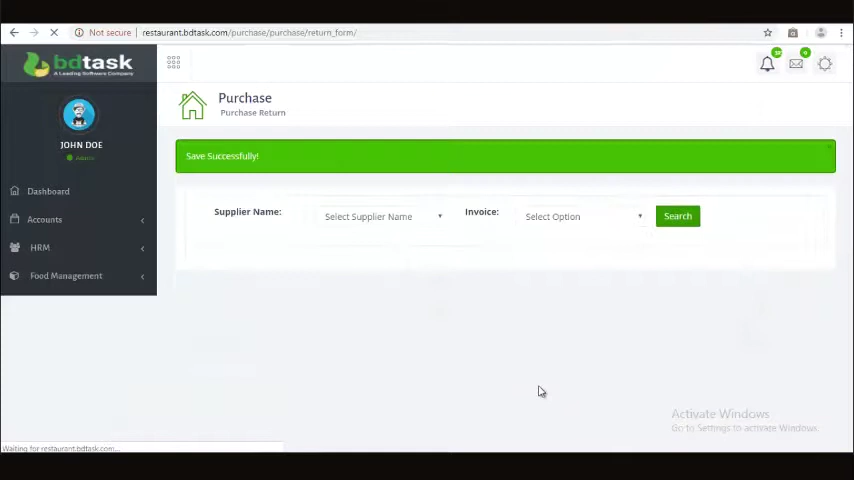 Not secure restaurant.bdtask.com/purchase/purchase/return_form/
bdtask
A Leading Software Company
Purchase
Purchase Return
JOHN DOE
Save Successfully!
Supplier Name: Select Supplier Name Invoice: Select Option Search
Dashboard
Accounts
HRM
Food Management
Activate Windows
Go to Settings to activate Windows.
Waiting for restaurant.bdtask.com...